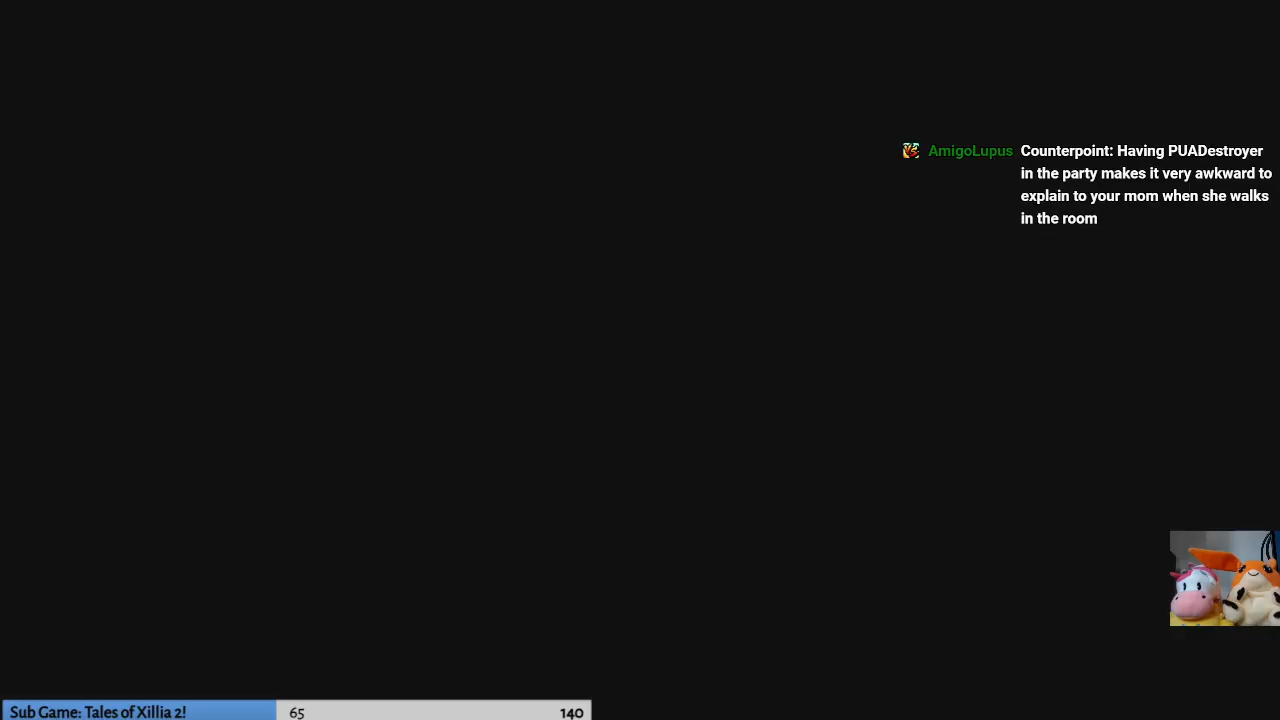 AmigoLupus Counterpoint: Having PUADestroyer
in the party makes it very awkward to
explain to your mom when she walks
in the room
Sub Game: Tales of Xillia 2! 65 140